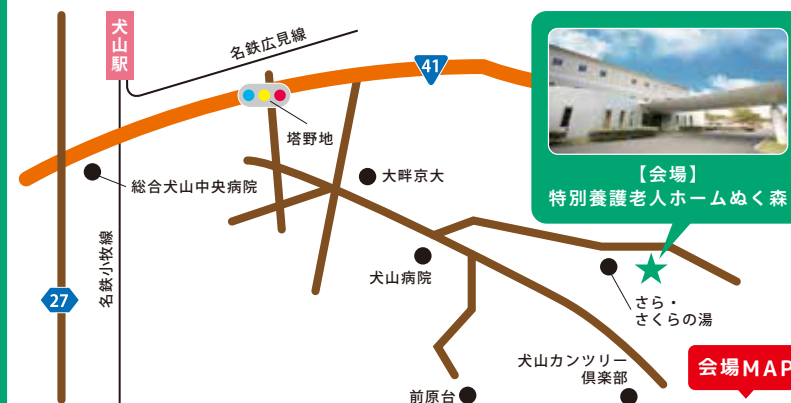 犬山駅
名鉄広見線
41
塔野地
総合犬山中央病院
大畔京大
【会場】
特別養護老人ホームぬく森
名鉄小牧線
27
犬山病院
さら・
さくらの湯
犬山カンツリー
倶楽部
前原台
会場MAP